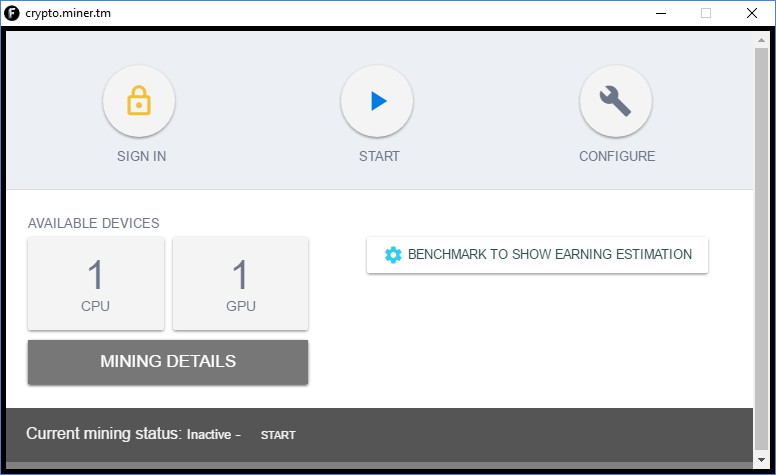 crypto.miner.tm
SIGN IN
START
CONFIGURE
AVAILABLE DEVICES
1
CPU
1
GPU
BENCHMARK TO SHOW EARNING ESTIMATION
MINING DETAILS
Current mining status: Inactive - START